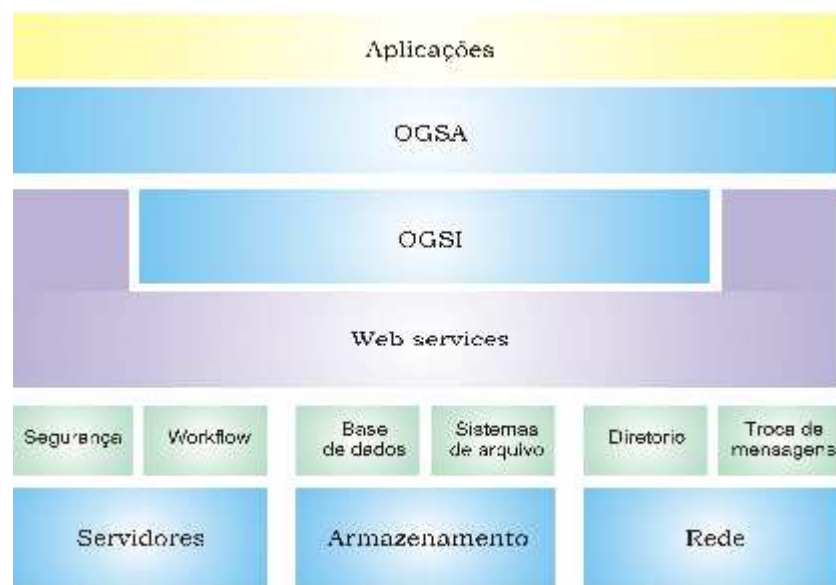 Aplicações
OGSA
OGSI
Web services
Segurança
Workflow
Base
de dados
Sistemas
de arquivo
Diretorio
Troca de
mensagens
Servidores
Armazenamento
Rede